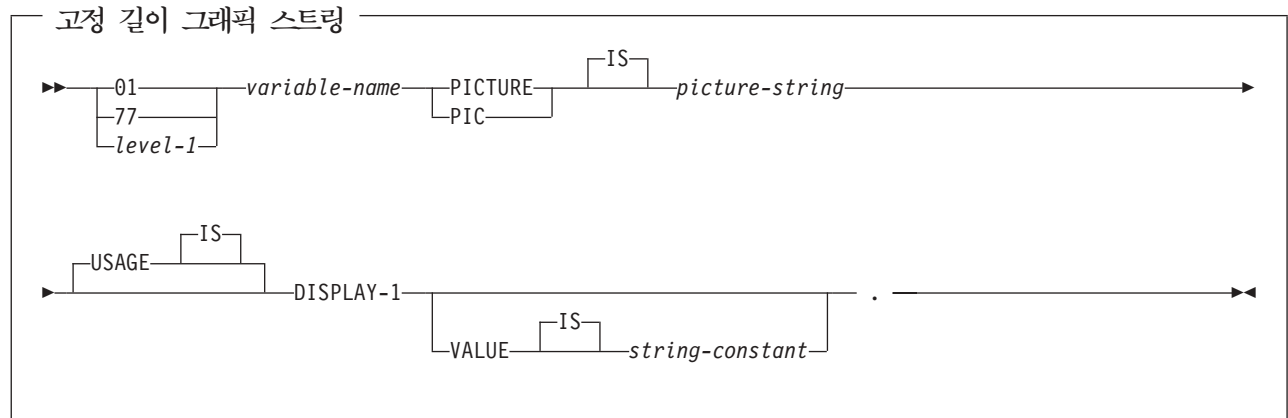 고정 길이 그래픽 스트링
IS
01 variable-name PICTURE picture-string
77 PIC
level-1
IS
USAGE
DISPLAY-1 .
IS
VALUE string-constant